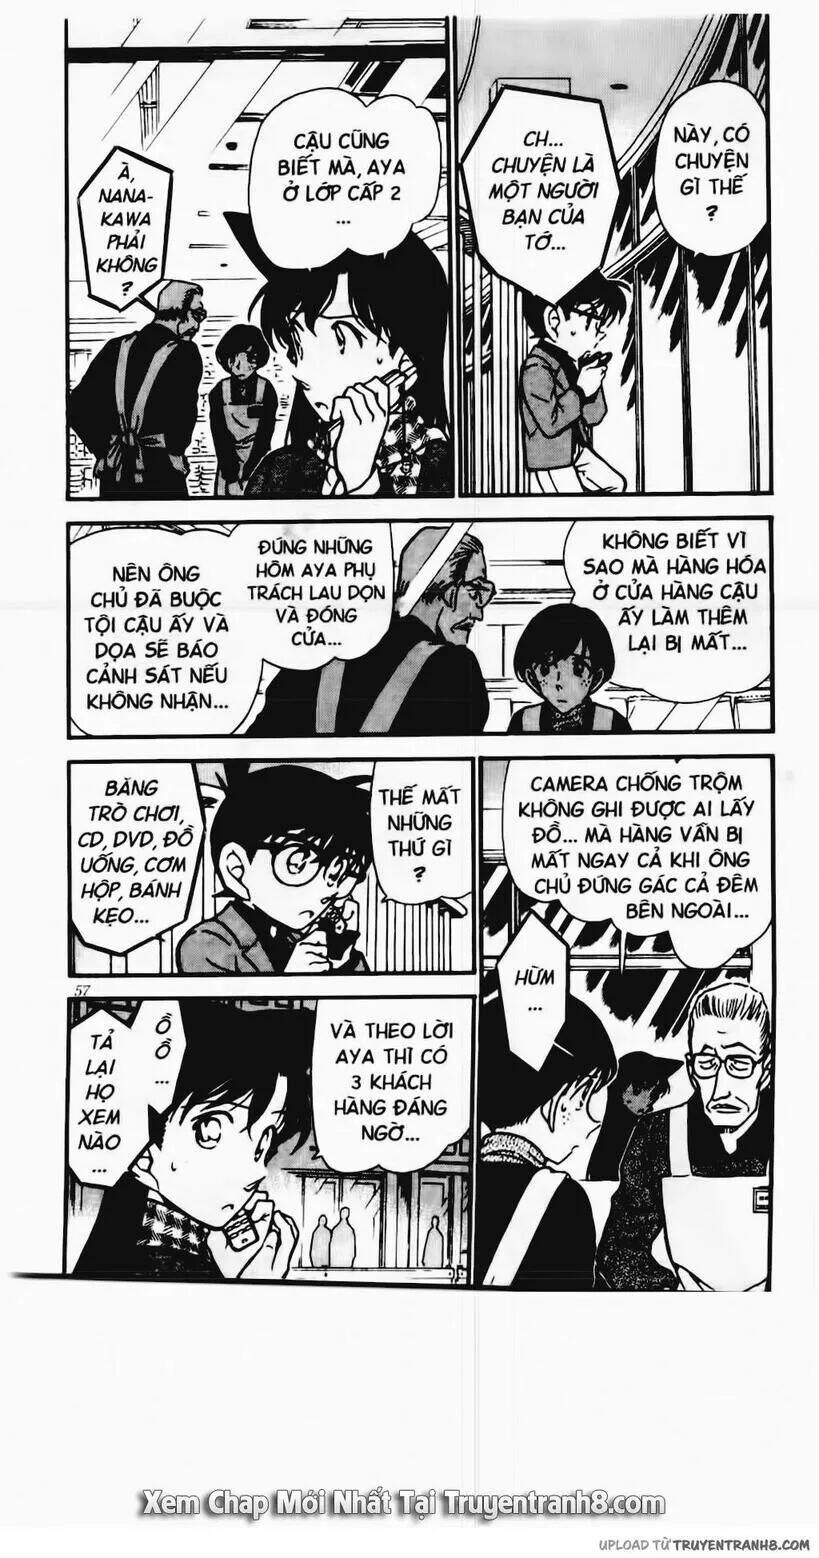 NÀY, CÓ
CHUYỆN
GÌ THẾ
?
CH...
CHUYỆN LÀ
MỘT NGƯỜI
BẠN CỦA
TỚ...
CẬU CŨNG
BIẾT MÀ, AYA
Ở LỚP CẤP 2
...
À,
NANA-
KAWA
PHẢI
KHÔNG
?
KHÔNG BIẾT VÌ
SAO MÀ HÀNG HÓA
Ở CỬA HÀNG CẬU
ẤY LÀM THÊM
LẠI BỊ MẤT...
ĐÚNG NHỮNG
HÔM AYA PHỤ
TRÁCH LAU DỌN
VÀ ĐÓNG
CỬA...
NÊN ÔNG
CHỦ ĐÃ BUỘC
TỘI CẬU ẤY VÀ
DỌA SẼ BÁO
CẢNH SÁT NẾU
KHÔNG NHẬN...
CAMERA CHỐNG TRỘM
KHÔNG GHI ĐƯỢC AI LẤY
ĐỒ... MÀ HÀNG VẪN BỊ
MẤT NGAY CẢ KHI ÔNG
CHỦ ĐỨNG GÁC CẢ ĐÊM
BÊN NGOÀI...
HỪM
...
THẾ MẤT
NHỮNG
THỨ GÌ
?
BĂNG
TRÒ CHƠI,
CD, DVD, ĐỒ
UỐNG, CƠM
HỘP, BÁNH
KẸO...
57
VÀ THEO LỜI
AYA THÌ CÓ
3 KHÁCH
HÀNG ĐÁNG
NGỜ...
Ồ
Ồ
...
TẢ
LẠI
HỌ
XEM
NÀO
...
Xem Chap Mới Nhất Tại Truyentranh8.com
UPLOAD TỪ TRUYENTRANH8.COM